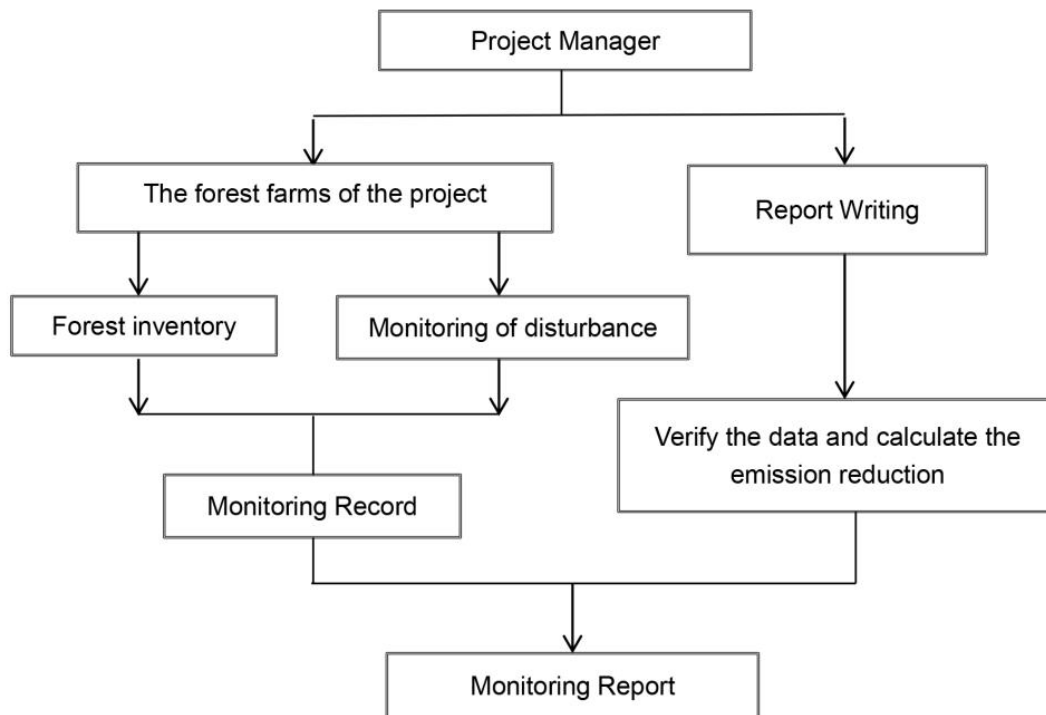 Project Manager
The forest farms of the project
Report Writing
Forest inventory
Monitoring of disturbance
Verify the data and calculate the
emission reduction
Monitoring Record
Monitoring Report